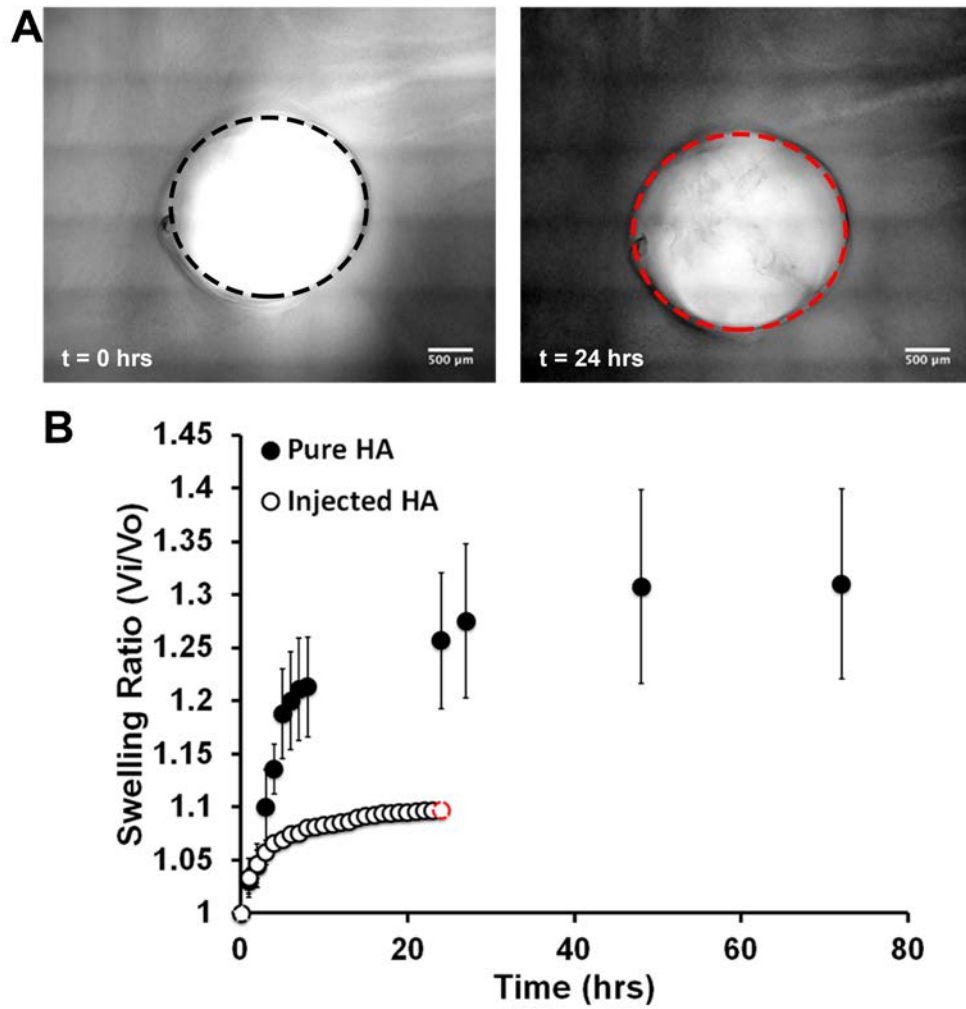 A
t = 0 hrs
500 μm
t = 24 hrs
500 μm
B
Swelling Ratio (Vi/Vo)
1.45
1.4
1.35
1.3
1.25
1.2
1.15
1.1
1.05
1
Pure HA
Injected HA
0
20
40
60
80
Time (hrs)